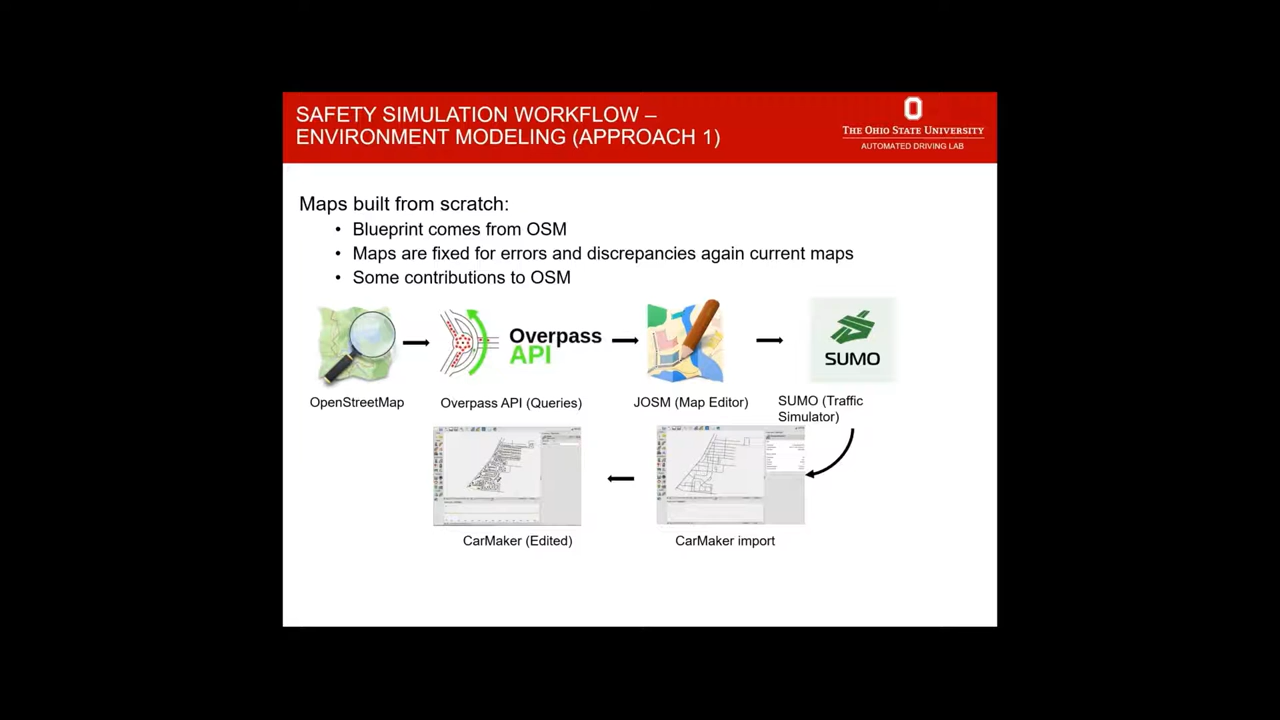 SAFETY SIMULATION WORKFLOW –
ENVIRONMENT MODELING (APPROACH 1)
THE OHIO STATE UNIVERSITY
AUTOMATED DRIVING LAB
Maps built from scratch:
• Blueprint comes from OSM
• Maps are fixed for errors and discrepancies again current maps
• Some contributions to OSM
Overpass
API
SUMO
OpenStreetMap
Overpass API (Queries)
JOSM (Map Editor)
SUMO (Traffic
Simulator)
CarMaker (Edited)
CarMaker import